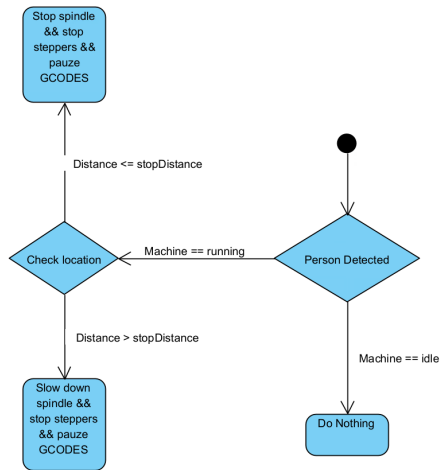 Stop spindle
&& stop
steppers &&
pauze
GCODES
Distance <= stopDistance
Check location
Machine == running
Person Detected
Distance > stopDistance
Machine == idle
Slow down
spindle &&
stop steppers
&& pauze
GCODES
Do Nothing